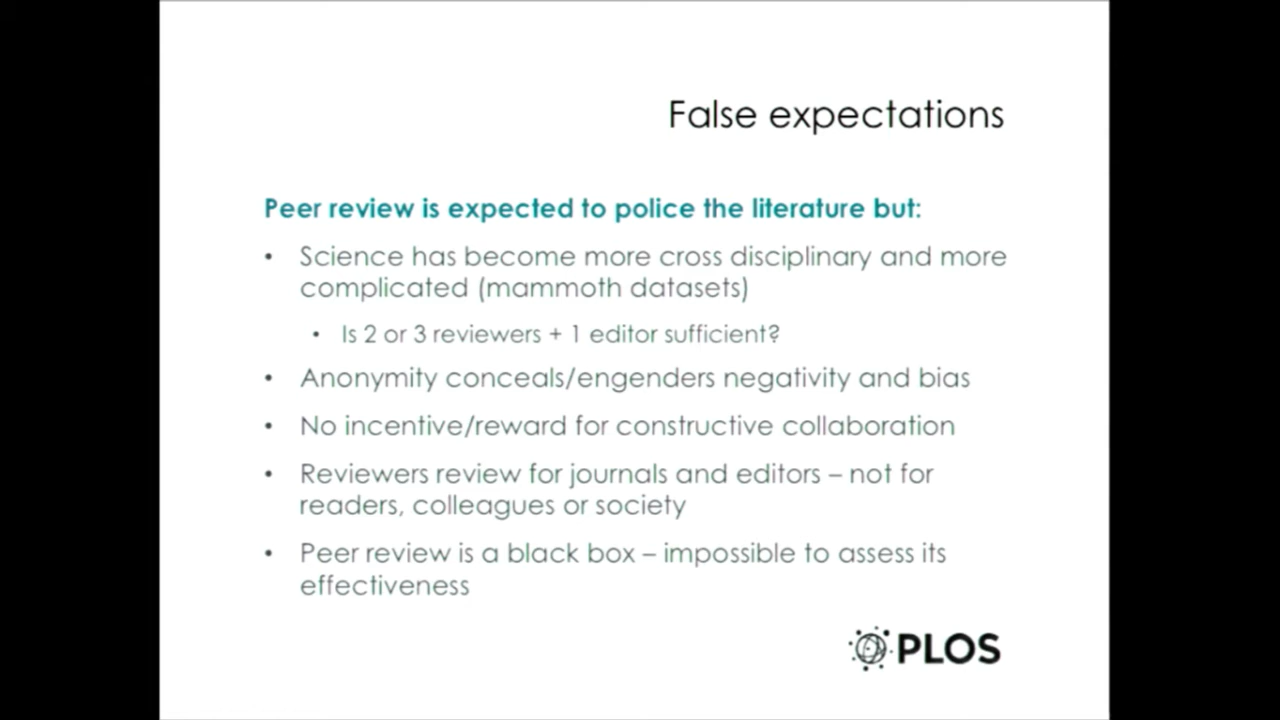 False expectations
Peer review is expected to police the literature but:
• Science has become more cross disciplinary and more
complicated (mammoth datasets)
• Is 2 or 3 reviewers + 1 editor sufficient?
• Anonymity conceals/engenders negativity and bias
• No incentive/reward for constructive collaboration
• Reviewers review for journals and editors – not for
readers, colleagues or society
• Peer review is a black box – impossible to assess its
effectiveness
PLOS